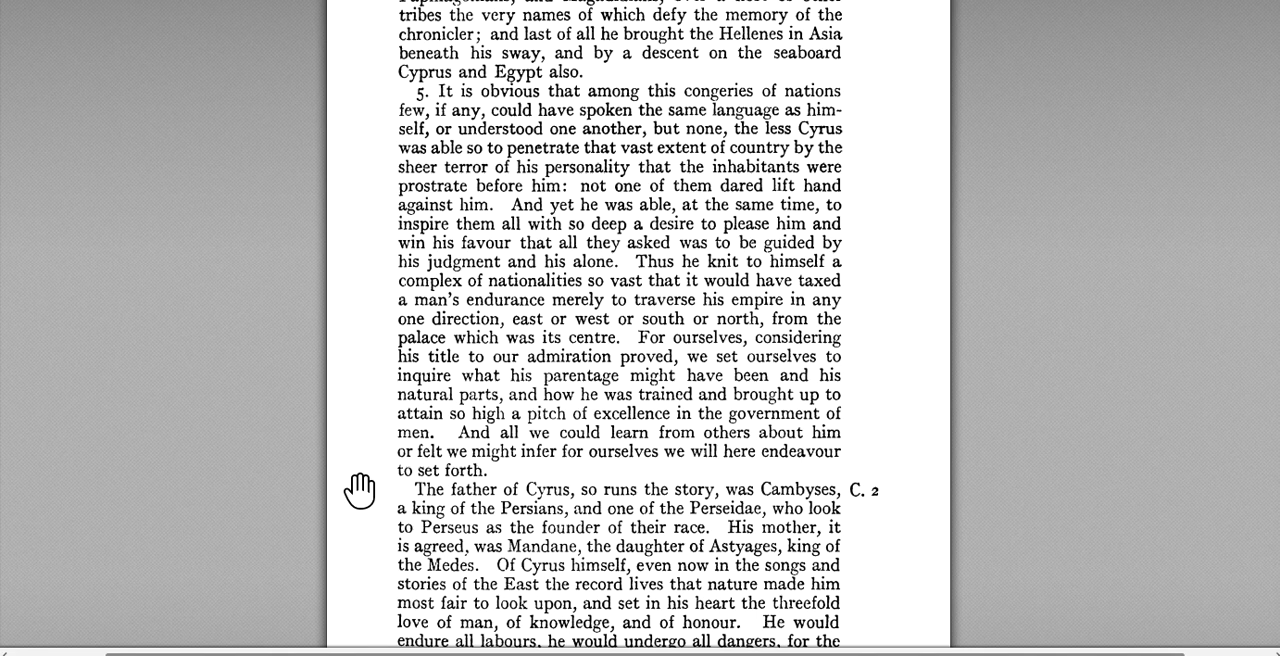 tribes the very names of which defy the memory of the
chronicler; and last of all he brought the Hellenes in Asia
beneath his sway, and by a descent on the seaboard
Cyprus and Egypt also.
5. It is obvious that among this congeries of nations
few, if any, could have spoken the same language as him-
self, or understood one another, but none, the less Cyrus
was able so to penetrate that vast extent of country by the
sheer terror of his personality that the inhabitants were
prostrate before him: not one of them dared lift hand
against him. And yet he was able, at the same time, to
inspire them all with so deep a desire to please him and
win his favour that all they asked was to be guided by
his judgment and his alone. Thus he knit to himself a
complex of nationalities so vast that it would have taxed
a man's endurance merely to traverse his empire in any
one direction, east or west or south or north, from the
palace which was its centre. For ourselves, considering
his title to our admiration proved, we set ourselves to
inquire what his parentage might have been and his
natural parts, and how he was trained and brought up to
attain so high a pitch of excellence in the government of
men. And all we could learn from others about him
or felt we might infer for ourselves we will here endeavour
to set forth.
The father of Cyrus, so runs the story, was Cambyses, C. 2
a king of the Persians, and one of the Perseidae, who look
to Perseus as the founder of their race. His mother, it
is agreed, was Mandane, the daughter of Astyages, king of
the Medes. Of Cyrus himself, even now in the songs and
stories of the East the record lives that nature made him
most fair to look upon, and set in his heart the threefold
love of man, of knowledge, and of honour. He would
endure all labours, he would undergo all dangers, for the